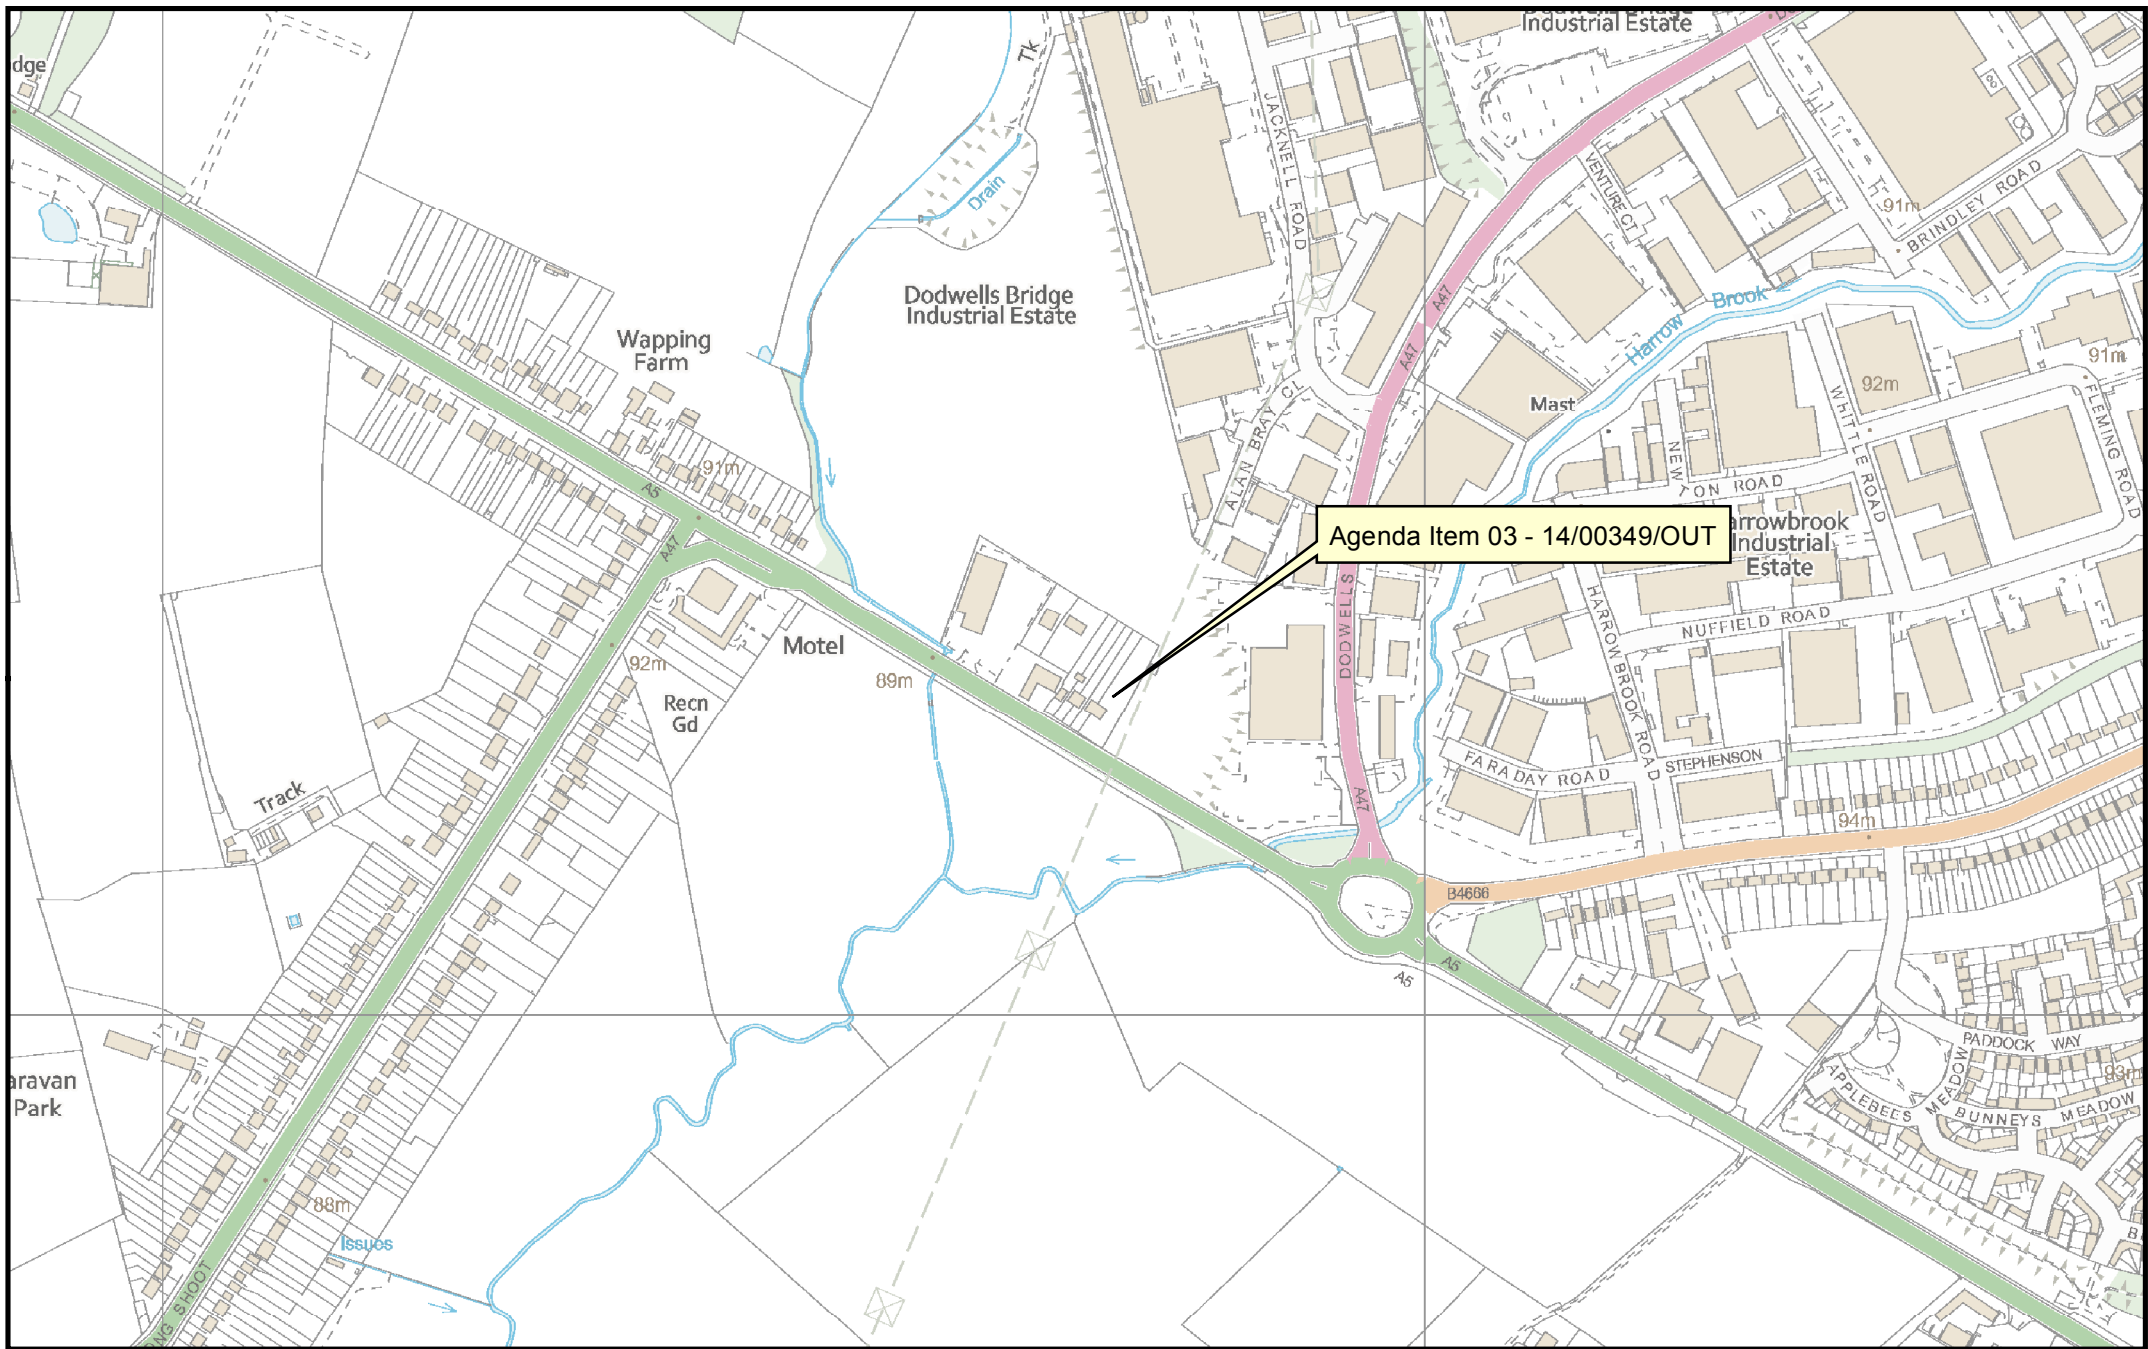 Dodwells Bridge
Industrial Estate
dge
Tk
JACKNELL ROAD
VENTURE CT
91m
BRINDLEY ROAD
Drain
Dodwells Bridge
Industrial Estate
A47
Harrow
Brook
91m
Wapping
Farm
A47
92m
Mast
WHITTLE ROAD
FLEMING ROAD
ALAN BRAY CL
NEWTON ROAD
91m
A5
A47
Agenda Item 03 - 14/00349/OUT
arrowbrook
Industrial
Estate
DODWELLS
HARROWBROOK ROAD
NUFFIELD ROAD
Motel
92m
89m
Recn
Gd
FARADAY ROAD
STEPHENSON
Track
A47
94m
B4666
A5
A5
PADDOCK WAY
aravan
Park
APPLEBEES MEADOW
BUNNEYS MEADOW
93m
88m
Issues
NG SHOOT
B